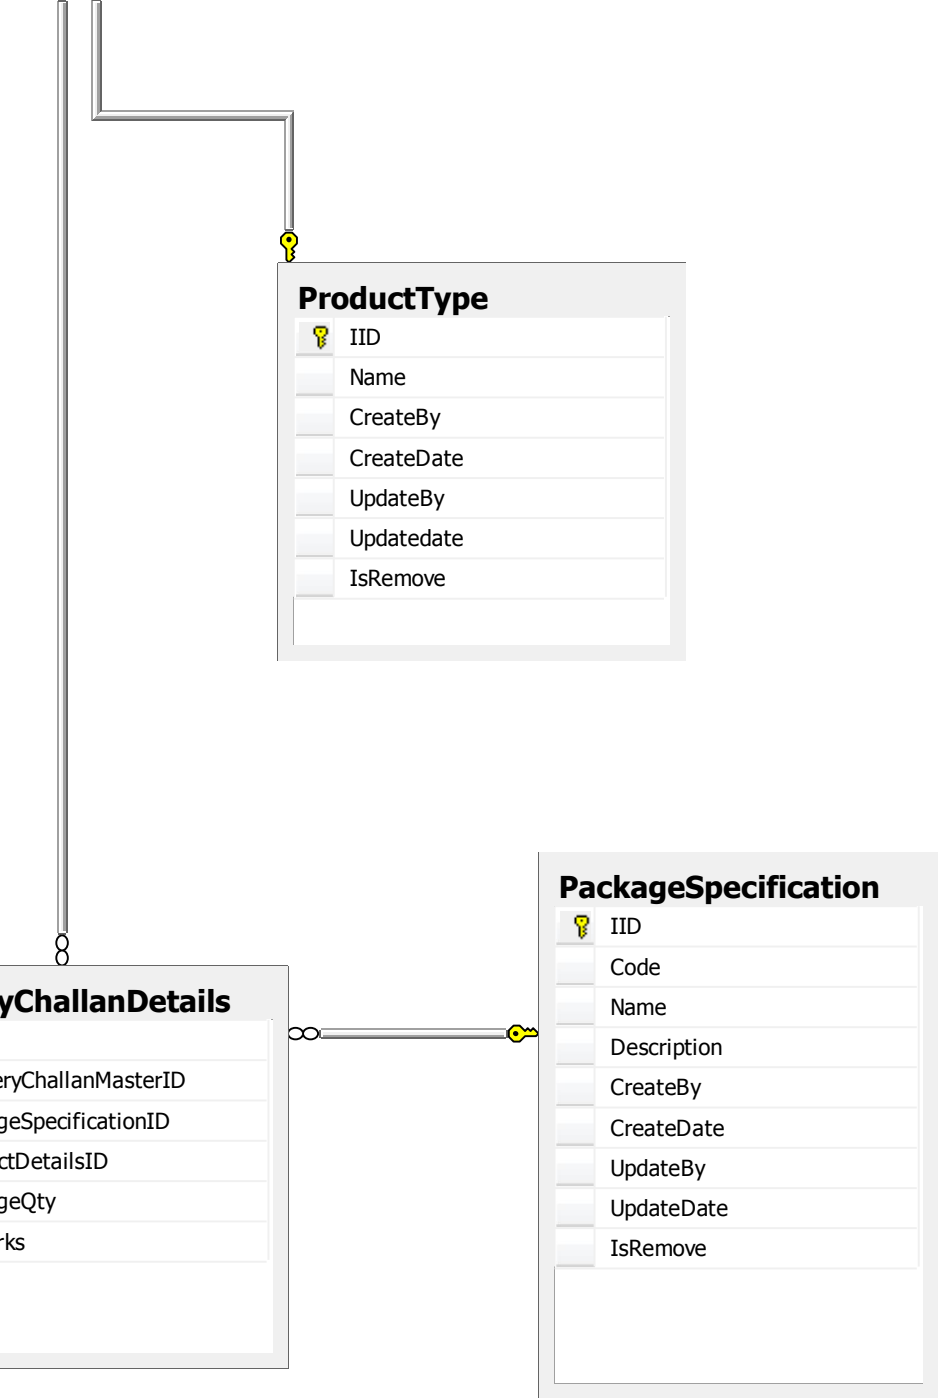 ProductType
IID
Name
CreateBy
CreateDate
UpdateBy
Updatedate
IsRemove
PackageSpecification
IID
Code
Name
Description
CreateBy
CreateDate
UpdateBy
UpdateDate
IsRemove
yChallanDetails
eryChallanMasterID
geSpecificationID
ctDetailsID
geQty
rks